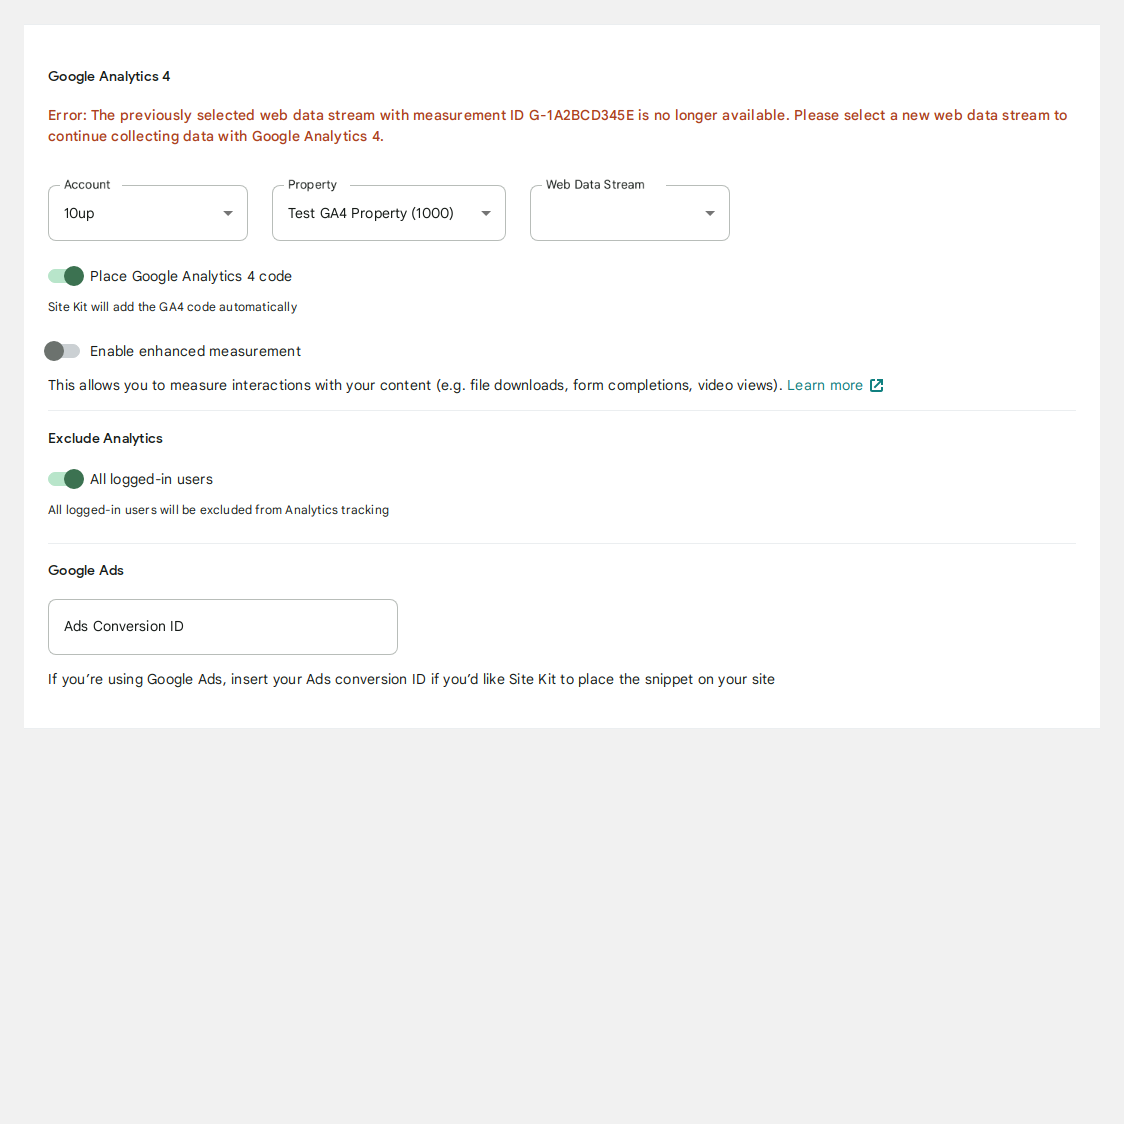 Google Analytics 4
Error: The previously selected web data stream with measurement ID G-1A2BCD345E is no longer available. Please select a new web data stream to
continue collecting data with Google Analytics 4.
Account
Property
Web Data Stream
10up
Test GA4 Property (1000)
Place Google Analytics 4 code
Site Kit will add the GA4 code automatically
Enable enhanced measurement
This allows you to measure interactions with your content (e.g. file downloads, form completions, video views). Learn more
Exclude Analytics
All logged-in users
All logged-in users will be excluded from Analytics tracking
Google Ads
Ads Conversion ID
If you’re using Google Ads, insert your Ads conversion ID if you’d like Site Kit to place the snippet on your site